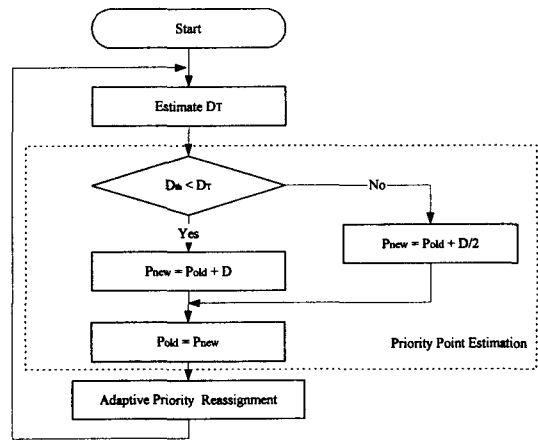 Start
Estimate DT
Dth < DT
No
Yes
Pnew = Pold + D/2
Pnew = Pold + D
Pold = Pnew
Priority Point Estimation
Adaptive Priority Reassignment